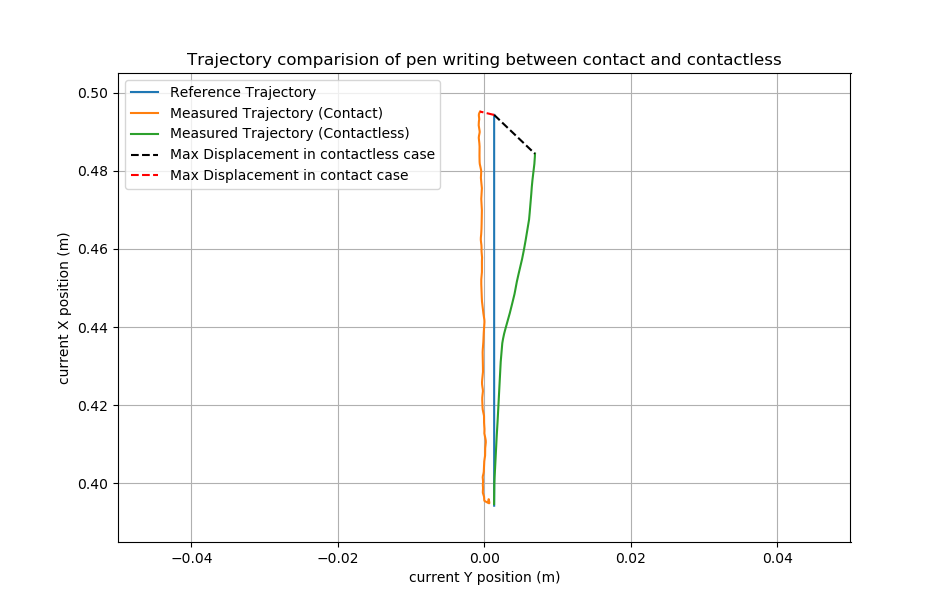 Trajectory comparision of pen writing between contact and contactless
Reference Trajectory
Measured Trajectory (Contact)
Measured Trajectory (Contactless)
Max Displacement in contactless case
Max Displacement in contact case
0.50
0.48
0.46
0.44
0.42
0.40
current X position (m)
−0.04
−0.02
0.00
0.02
0.04
current Y position (m)